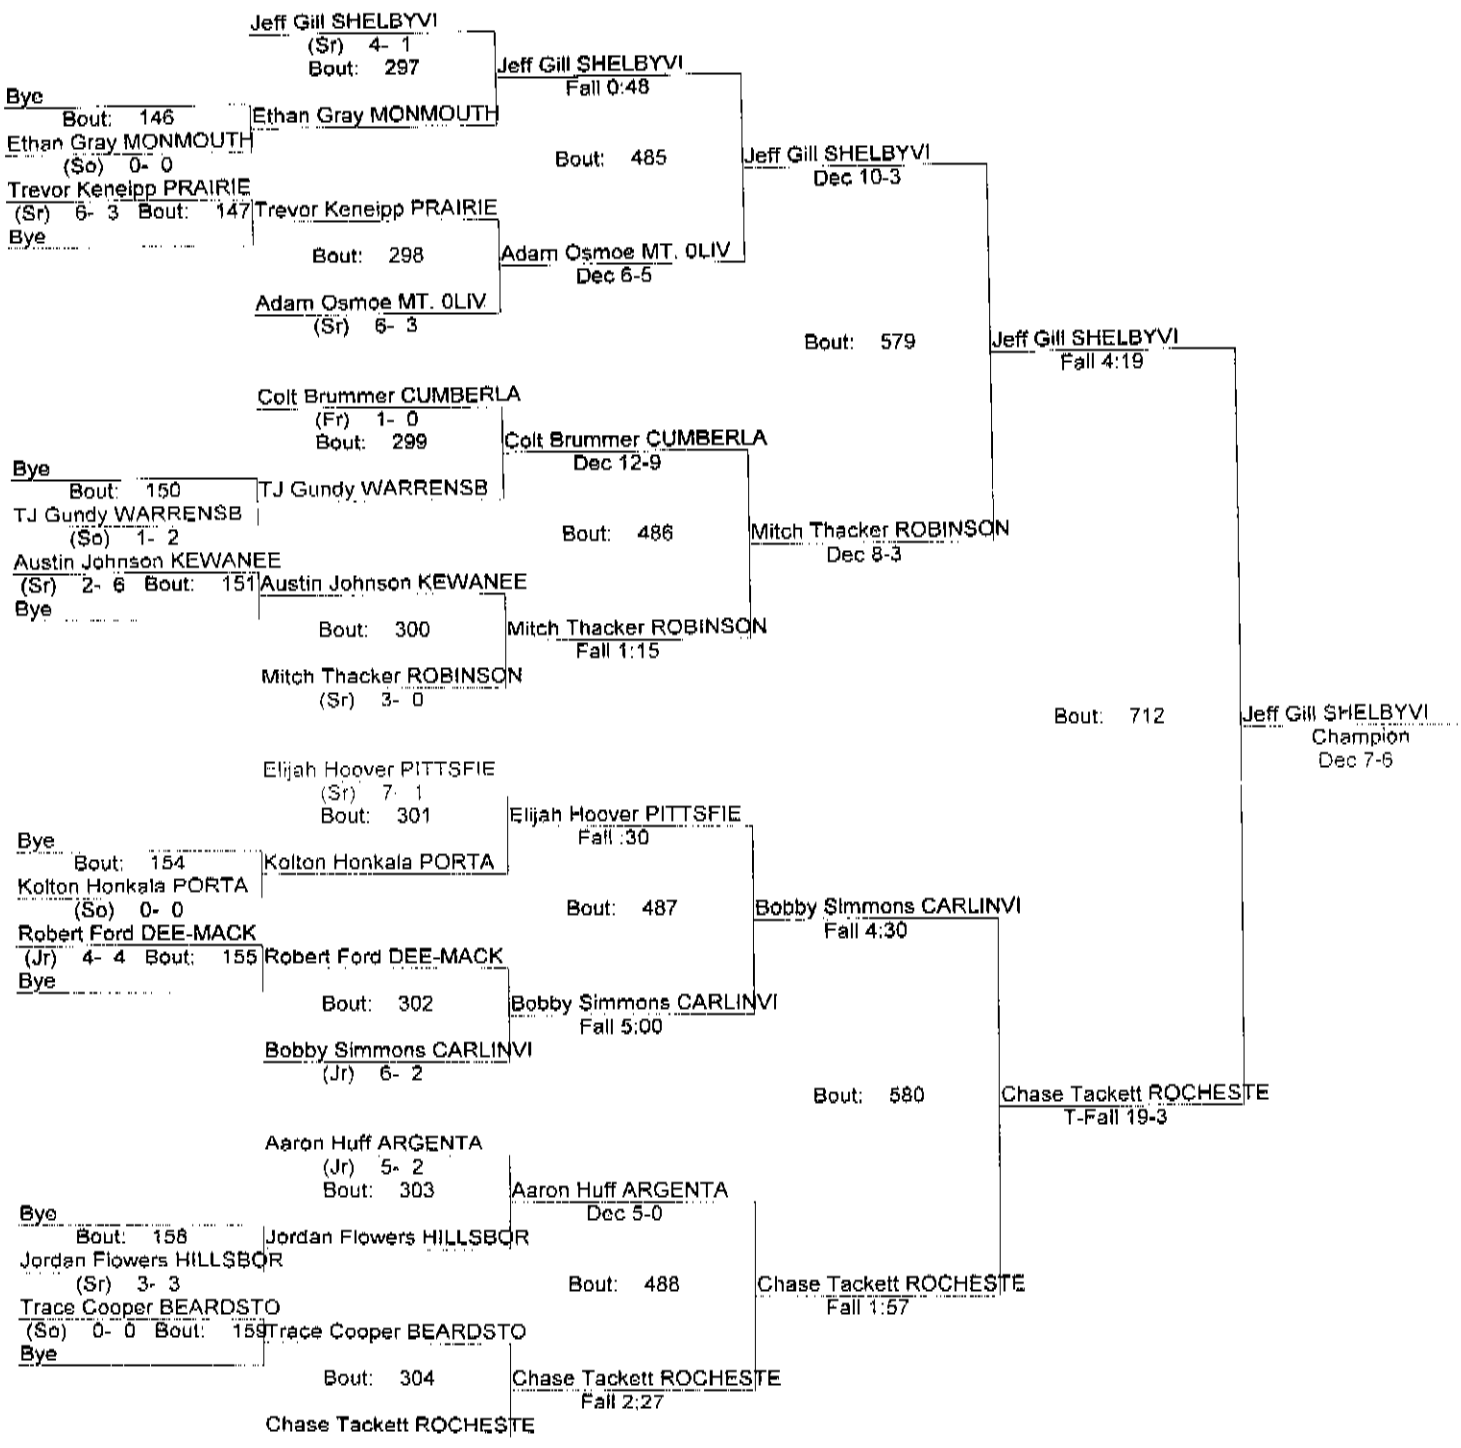 Jeff Gill SHELBYVI
(Sr) 4- 1
Bout: 297
Jeff Gill SHELBYVI
Fall 0:48
Bye
Bout: 146
Ethan Gray MONMOUTH
Ethan Gray MONMOUTH
(So) 0- 0
Bout: 485
Jeff Gill SHELBYVI
Dec 10-3
Trevor Keneipp PRAIRIE
(Sr) 6- 3 Bout: 147
Trevor Keneipp PRAIRIE
Bye
Bout: 298
Adam Osmoe MT. 0LIV
Dec 6-5
Adam Osmoe MT. 0LIV
(Sr) 6- 3
Bout: 579
Jeff Gill SHELBYVI
Fall 4:19
Colt Brummer CUMBERLA
(Fr) 1- 0
Bout: 299
Colt Brummer CUMBERLA
Dec 12-9
Bye
Bout: 150
TJ Gundy WARRENSB
TJ Gundy WARRENSB
(So) 1- 2
Bout: 486
Mitch Thacker ROBINSON
Dec 8-3
Austin Johnson KEWANEE
(Sr) 2- 6 Bout: 151
Austin Johnson KEWANEE
Bye
Bout: 300
Mitch Thacker ROBINSON
Fall 1:15
Mitch Thacker ROBINSON
(Sr) 3- 0
Bout: 712
Jeff Gill SHELBYVI
Champion
Dec 7-6
Elijah Hoover PITTSFIE
(Sr) 7- 1
Bout: 301
Elijah Hoover PITTSFIE
Fall :30
Bye
Bout: 154
Kolton Honkala PORTA
Kolton Honkala PORTA
(So) 0- 0
Bout: 487
Bobby Simmons CARLINVI
Fall 4:30
Robert Ford DEE-MACK
(Jr) 4- 4 Bout: 155
Robert Ford DEE-MACK
Bye
Bout: 302
Bobby Simmons CARLINVI
Fall 5:00
Bobby Simmons CARLINVI
(Jr) 6- 2
Bout: 580
Chase Tackett ROCHESTE
T-Fall 19-3
Aaron Huff ARGENTA
(Jr) 5- 2
Bout: 303
Aaron Huff ARGENTA
Dec 5-0
Bye
Bout: 158
Jordan Flowers HILLSBOR
Jordan Flowers HILLSBOR
(Sr) 3- 3
Bout: 488
Chase Tackett ROCHESTE
Fall 1:57
Trace Cooper BEARDSTO
(So) 0- 0 Bout: 159
Trace Cooper BEARDSTO
Bye
Bout: 304
Chase Tackett ROCHESTE
Fall 2:27
Chase Tackett ROCHESTE